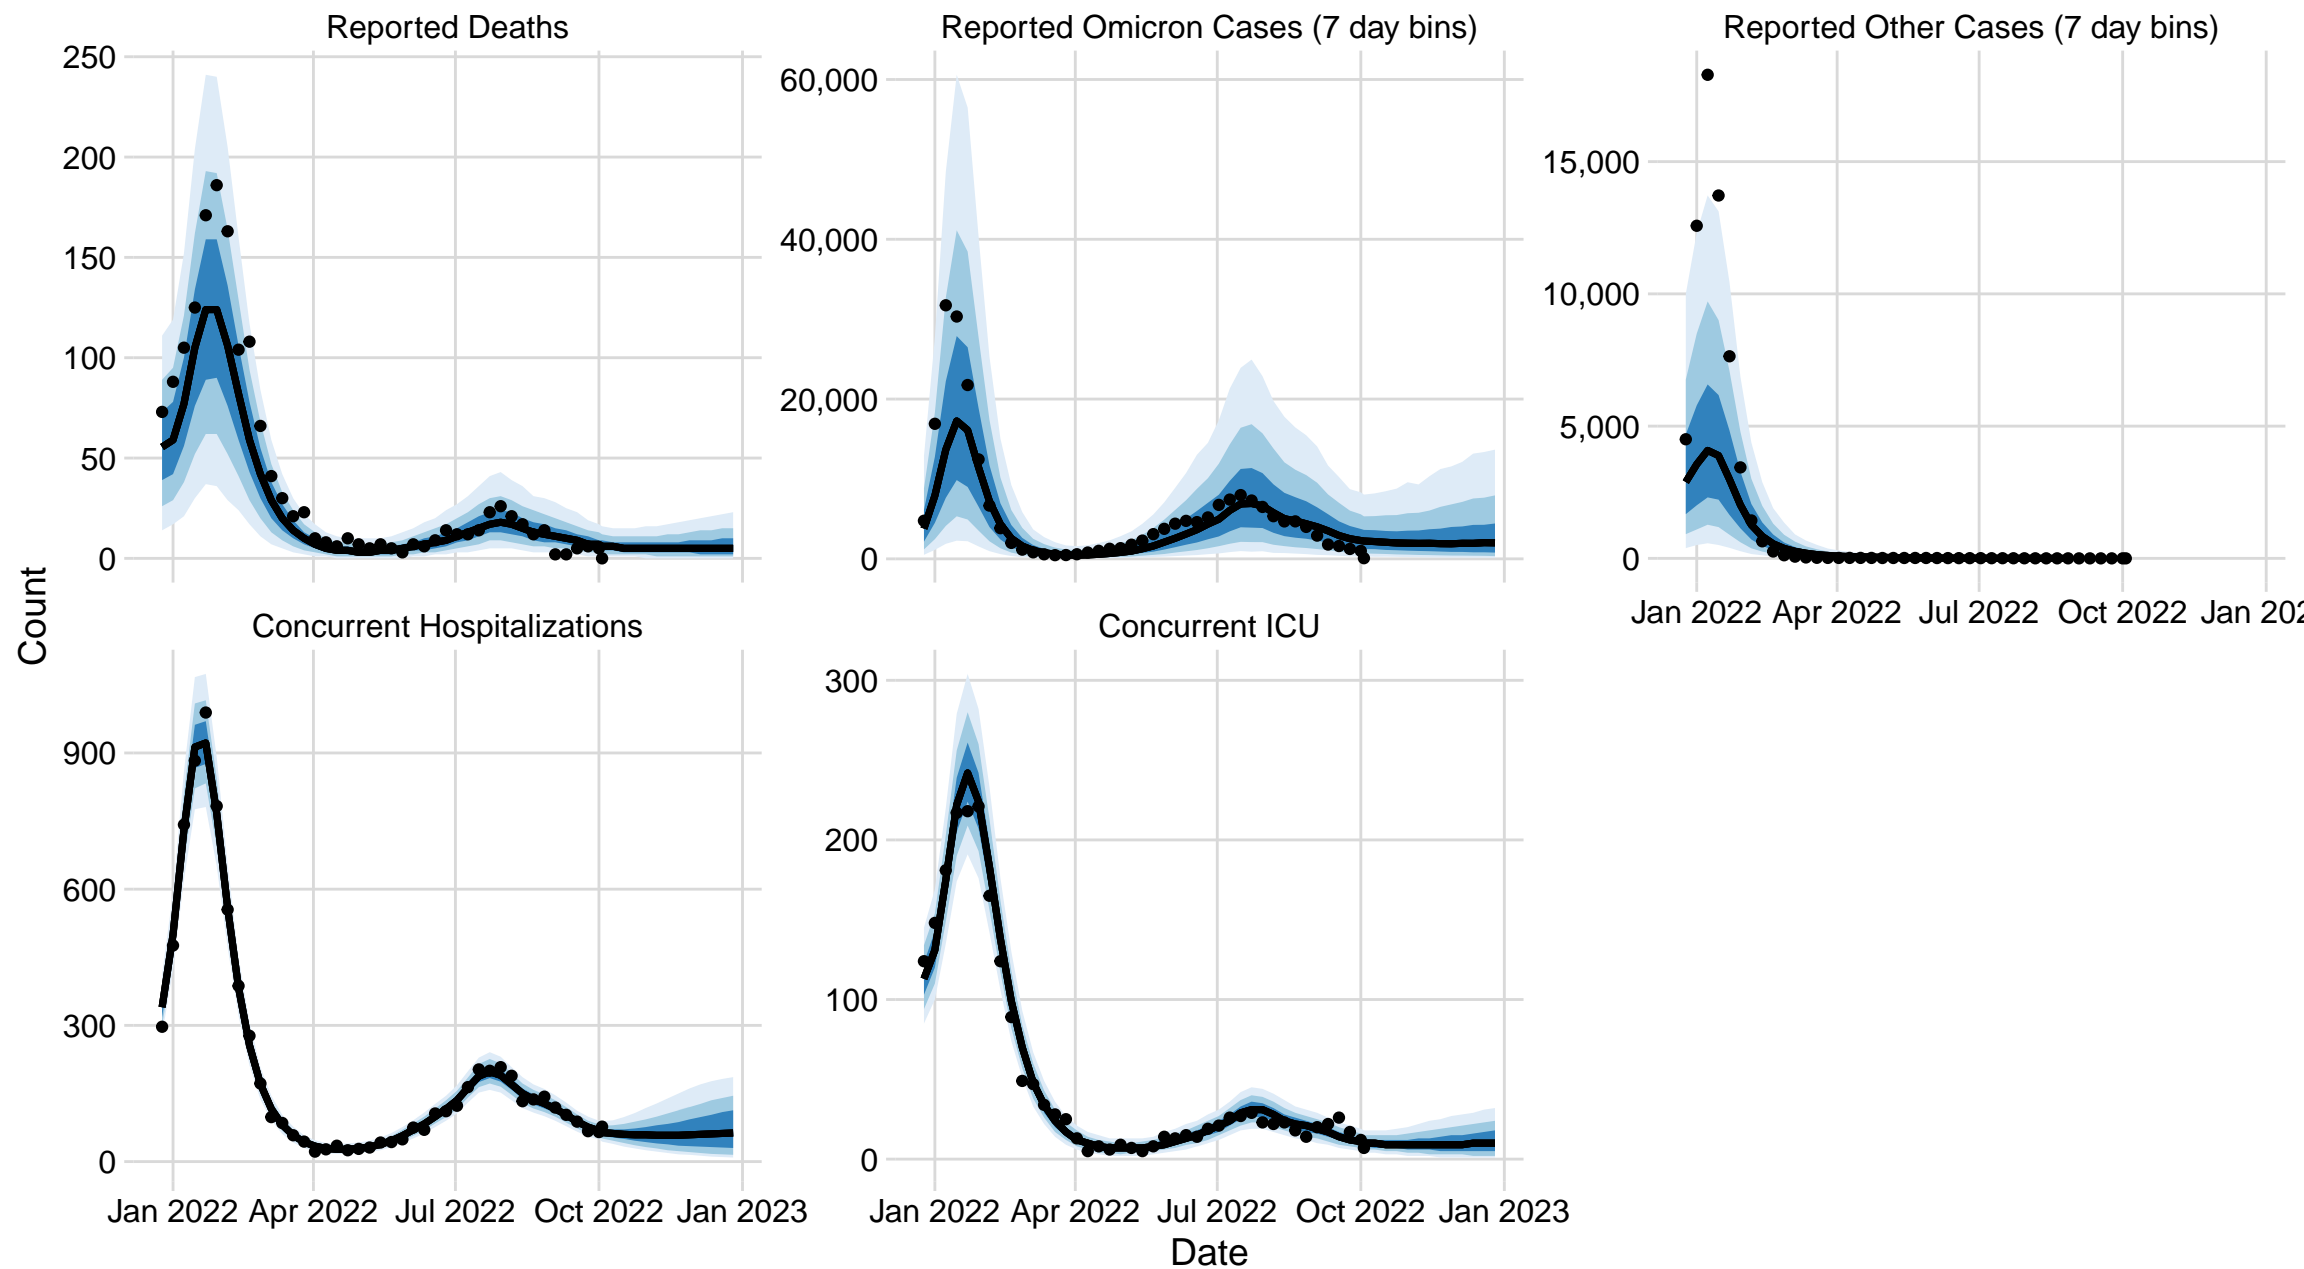 Reported Deaths
Reported Omicron Cases (7 day bins)
Reported Other Cases (7 day bins)
250
200
150
100
50
0
60,000
40,000
20,000
0
15,000
10,000
5,000
0
Jan 2022 Apr 2022 Jul 2022 Oct 2022 Jan 202
Count
Concurrent Hospitalizations
Concurrent ICU
900
600
300
0
300
200
100
0
Jan 2022 Apr 2022 Jul 2022 Oct 2022 Jan 2023
Jan 2022 Apr 2022 Jul 2022 Oct 2022 Jan 2023
Date